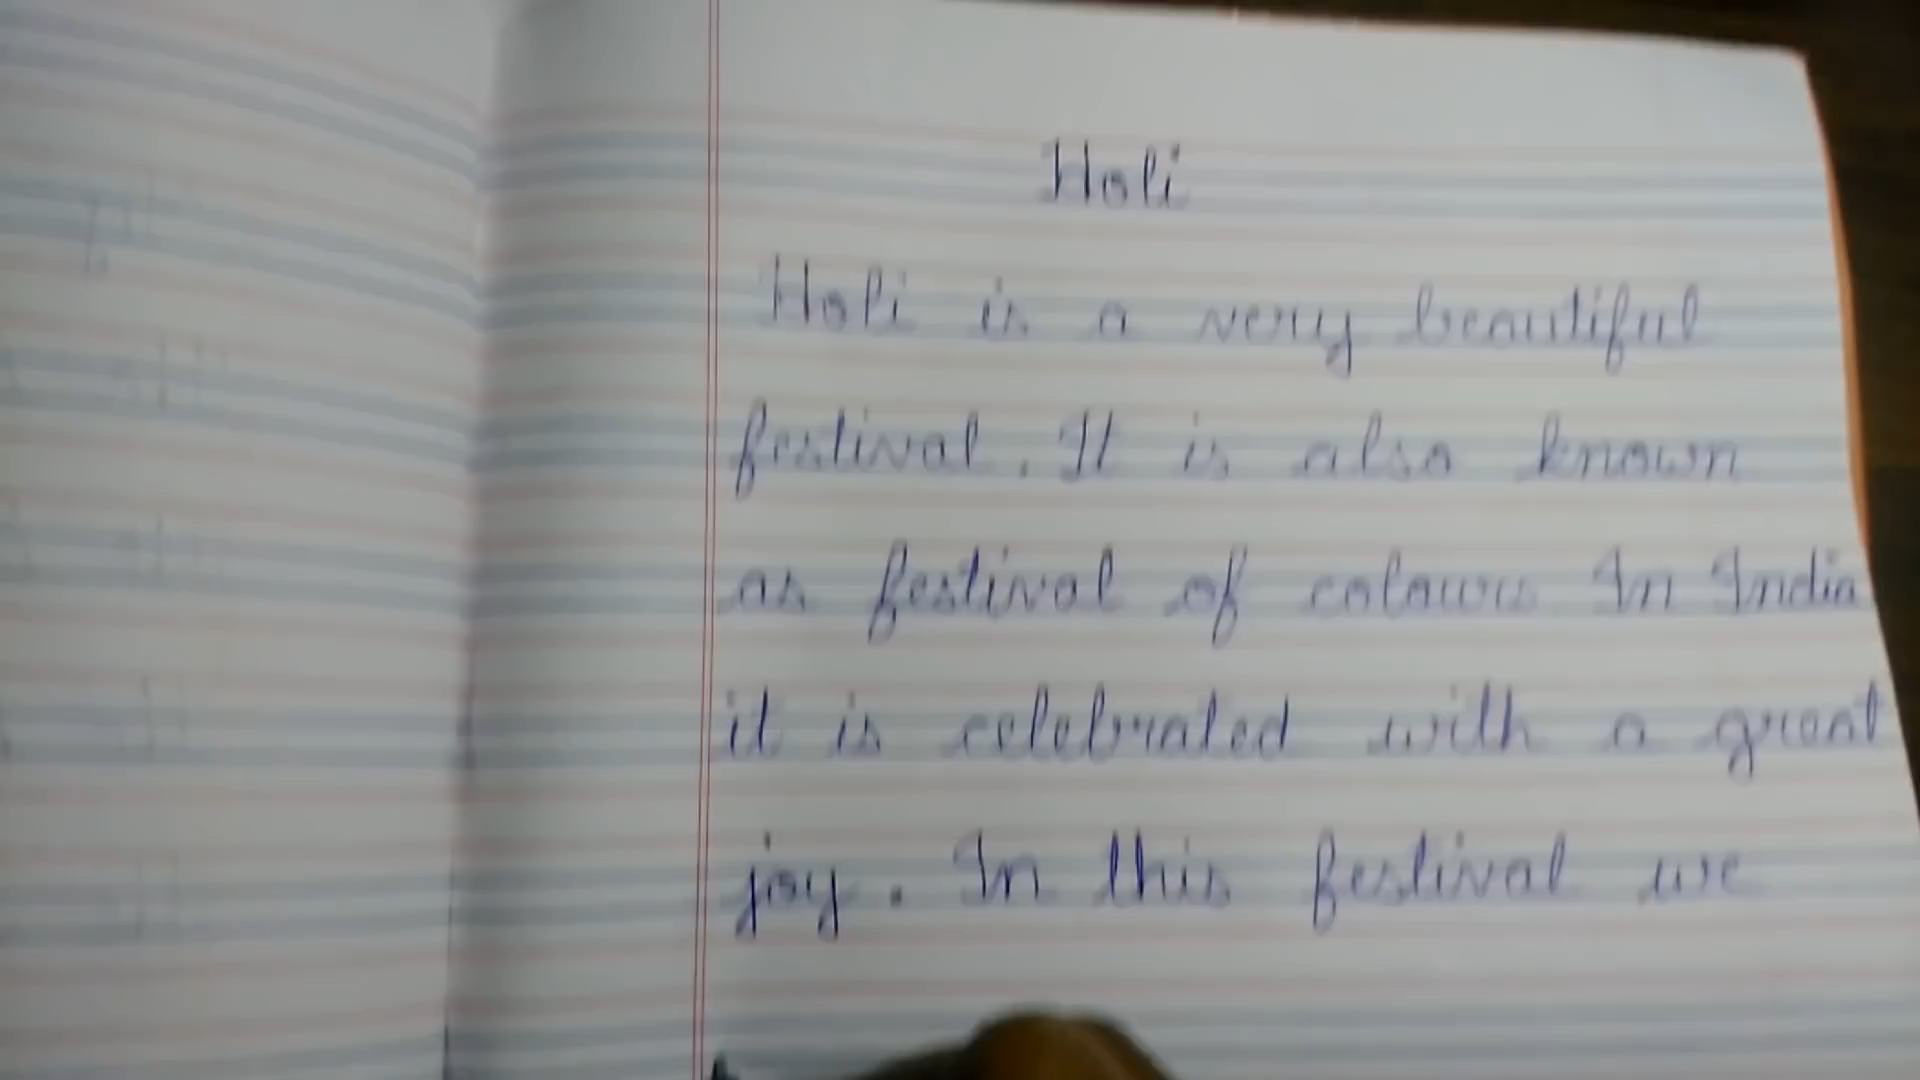 Holi
Holi is a very beautiful
festival. It is also known
as festival of colours In India
it is celebrated with a great
joy. In this festival we